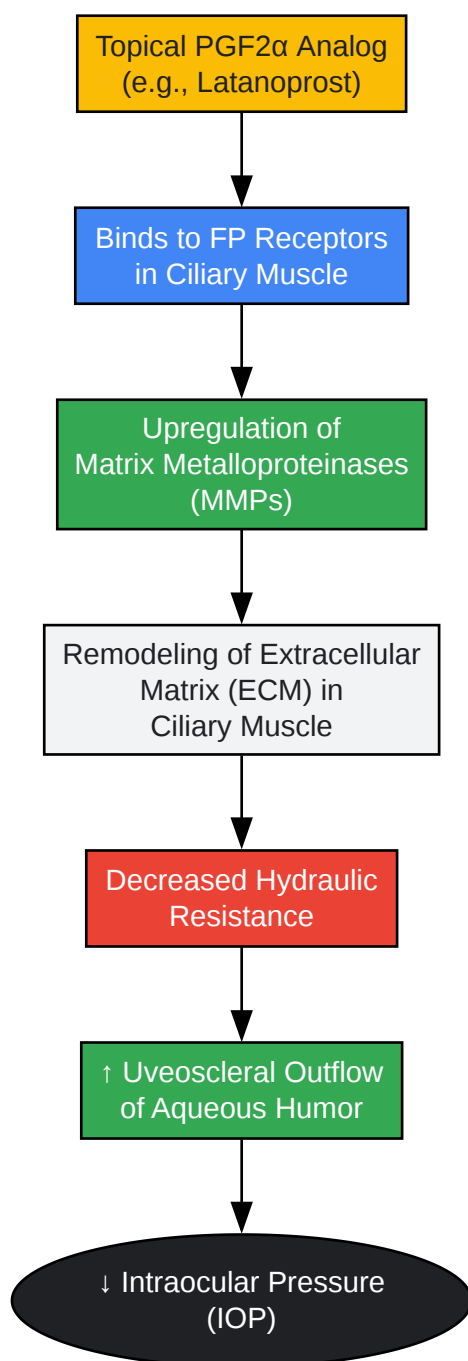 Topical PGF2α Analog
(e.g., Latanoprost)
Binds to FP Receptors
in Ciliary Muscle
Upregulation of
Matrix Metalloproteinases
(MMPs)
Remodeling of Extracellular
Matrix (ECM) in
Ciliary Muscle
Decreased Hydraulic
Resistance
↑ Uveoscleral Outflow
of Aqueous Humor
↓ Intraocular Pressure
(IOP)